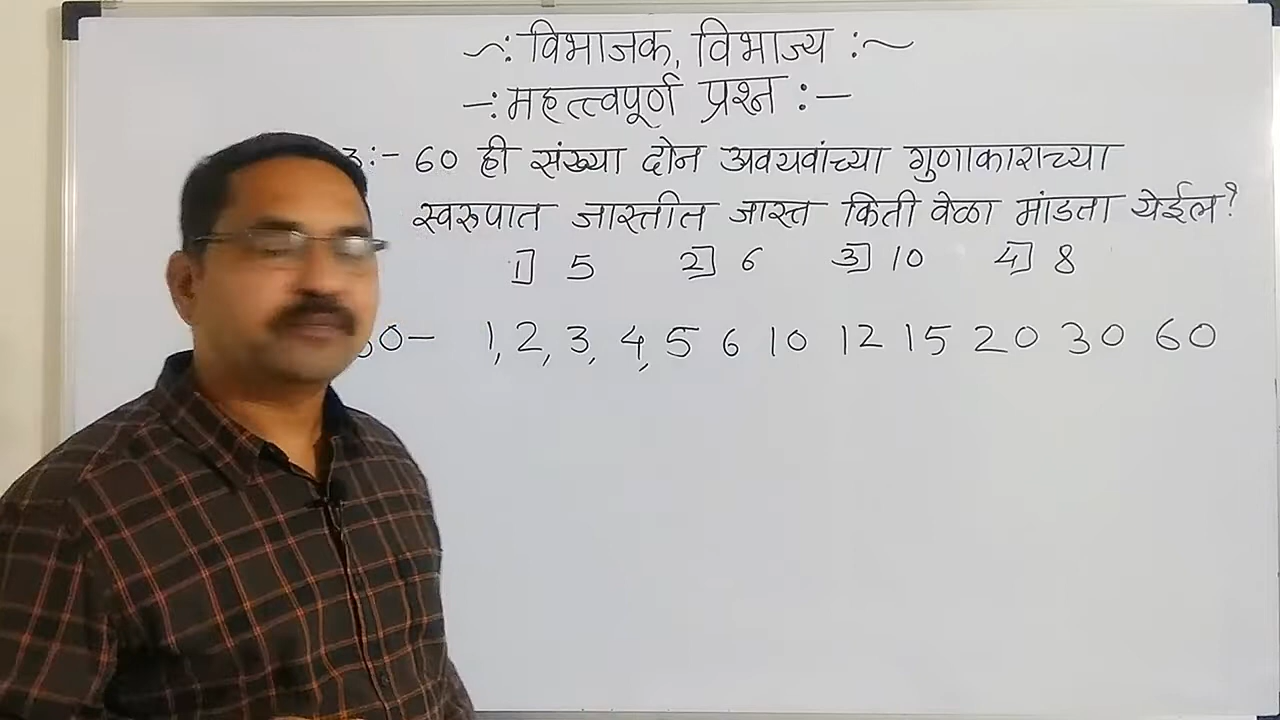 ~: विभाजक, विभाज्य :~
-: महत्त्वपूर्ण प्रश्न :-
:- 60 ही संख्या दोन अवयवांच्या गुणाकाराच्या
स्वरूपात जास्तीत जास्त किती वेळा मांडता येईल?
1] 5 2] 6 3] 10 4] 8
60- 1, 2, 3, 4, 5 6 10 12 15 20 30 60